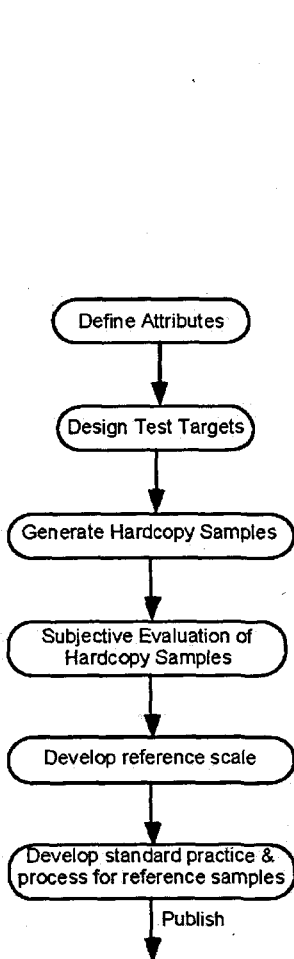 Define Attributes
Design Test Targets
Generate Hardcopy Samples
Subjective Evaluation of
Hardcopy Samples
Develop reference scale
Develop standard practice &
process for reference samples
Publish